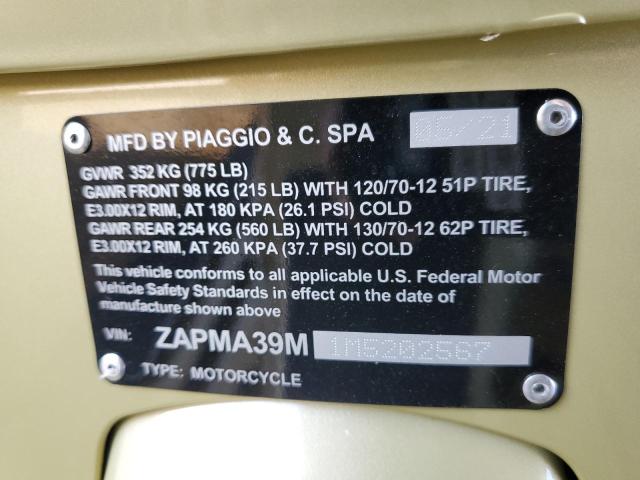 MFD BY PIAGGIO & C. SPA 05/21
GVWR 352 KG (775 LB)
GAWR FRONT 98 KG (215 LB) WITH 120/70-12 51P TIRE,
E3.00X12 RIM, AT 180 KPA (26.1 PSI) COLD
GAWR REAR 254 KG (560 LB) WITH 130/70-12 62P TIRE,
E3.00X12 RIM, AT 260 KPA (37.7 PSI) COLD
This vehicle conforms to all applicable U.S. Federal Motor
Vehicle Safety Standards in effect on the date of
manufacture shown above
VIN: ZAPMA39M 1M5202567
TYPE: MOTORCYCLE